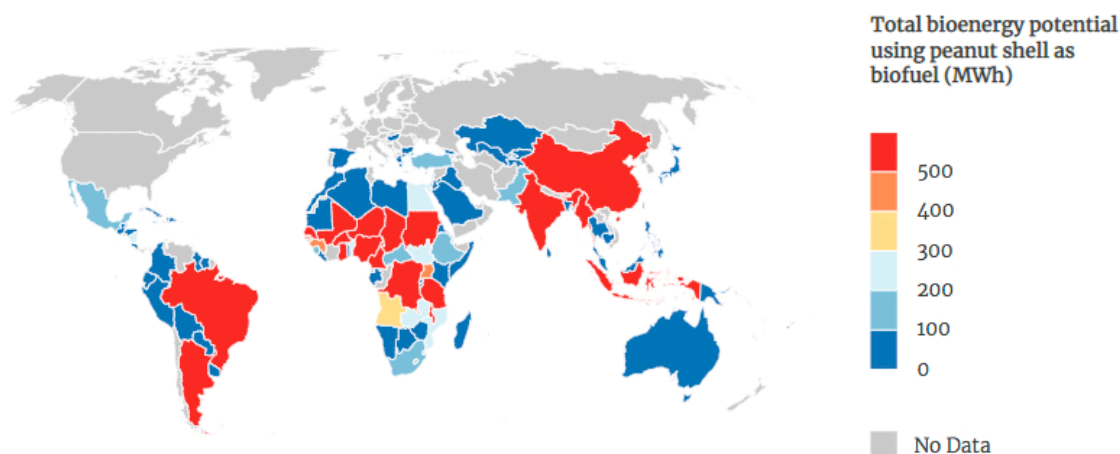 Total bioenergy potential
using peanut shell as
biofuel (MWh)
500
400
300
200
100
0
No Data